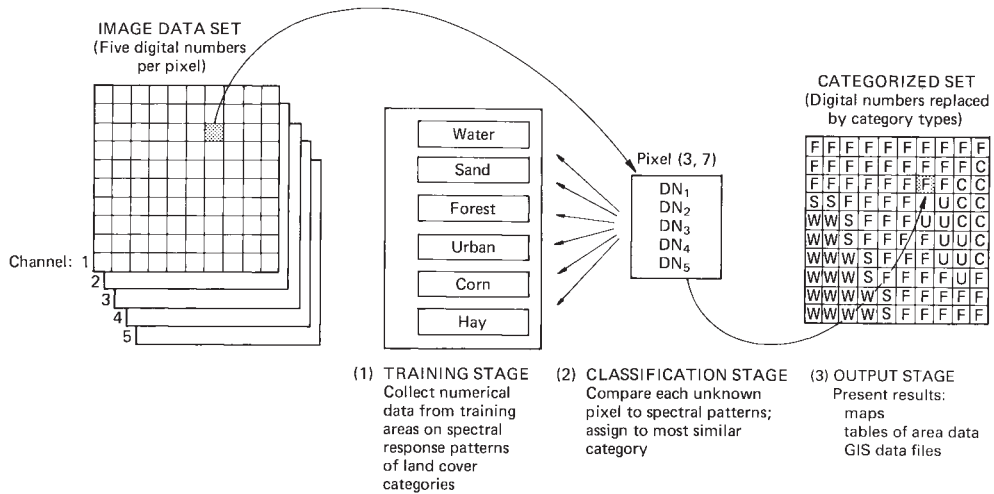 IMAGE DATA SET
(Five digital numbers
per pixel)
Channel: 1
2
3
4
5
Water
Sand
Forest
Urban
Corn
Hay
(1) TRAINING STAGE
Collect numerical
data from training
areas on spectral
response patterns
of land cover
categories
Pixel (3, 7)
DN1
DN2
DN3
DN4
DN5
(2) CLASSIFICATION STAGE
Compare each unknown
pixel to spectral patterns;
assign to most similar
category
CATEGORIZED SET
(Digital numbers replaced
by category types)
F F F F F F F F F F
F F F F F F F F F C
F F F F F F F F C C
S S F F F F U C C
W W S F F F U U C C
W W S F F F F U U C
W W W S F F F U U C
W W W S F F F F U F
W W W W S F F F F F
W W W W S F F F F F
(3) OUTPUT STAGE
Present results:
maps
tables of area data
GIS data files